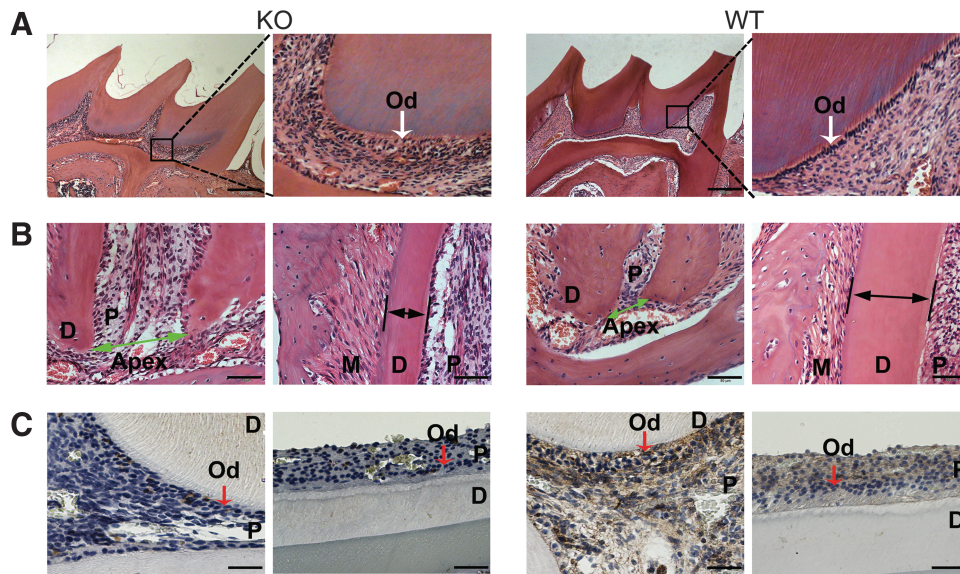 KO WT
A
Od
Od
B
D P Apex
M D P
D P Apex
M D P
C
D Od P
Od P D
Od D P
Od P D